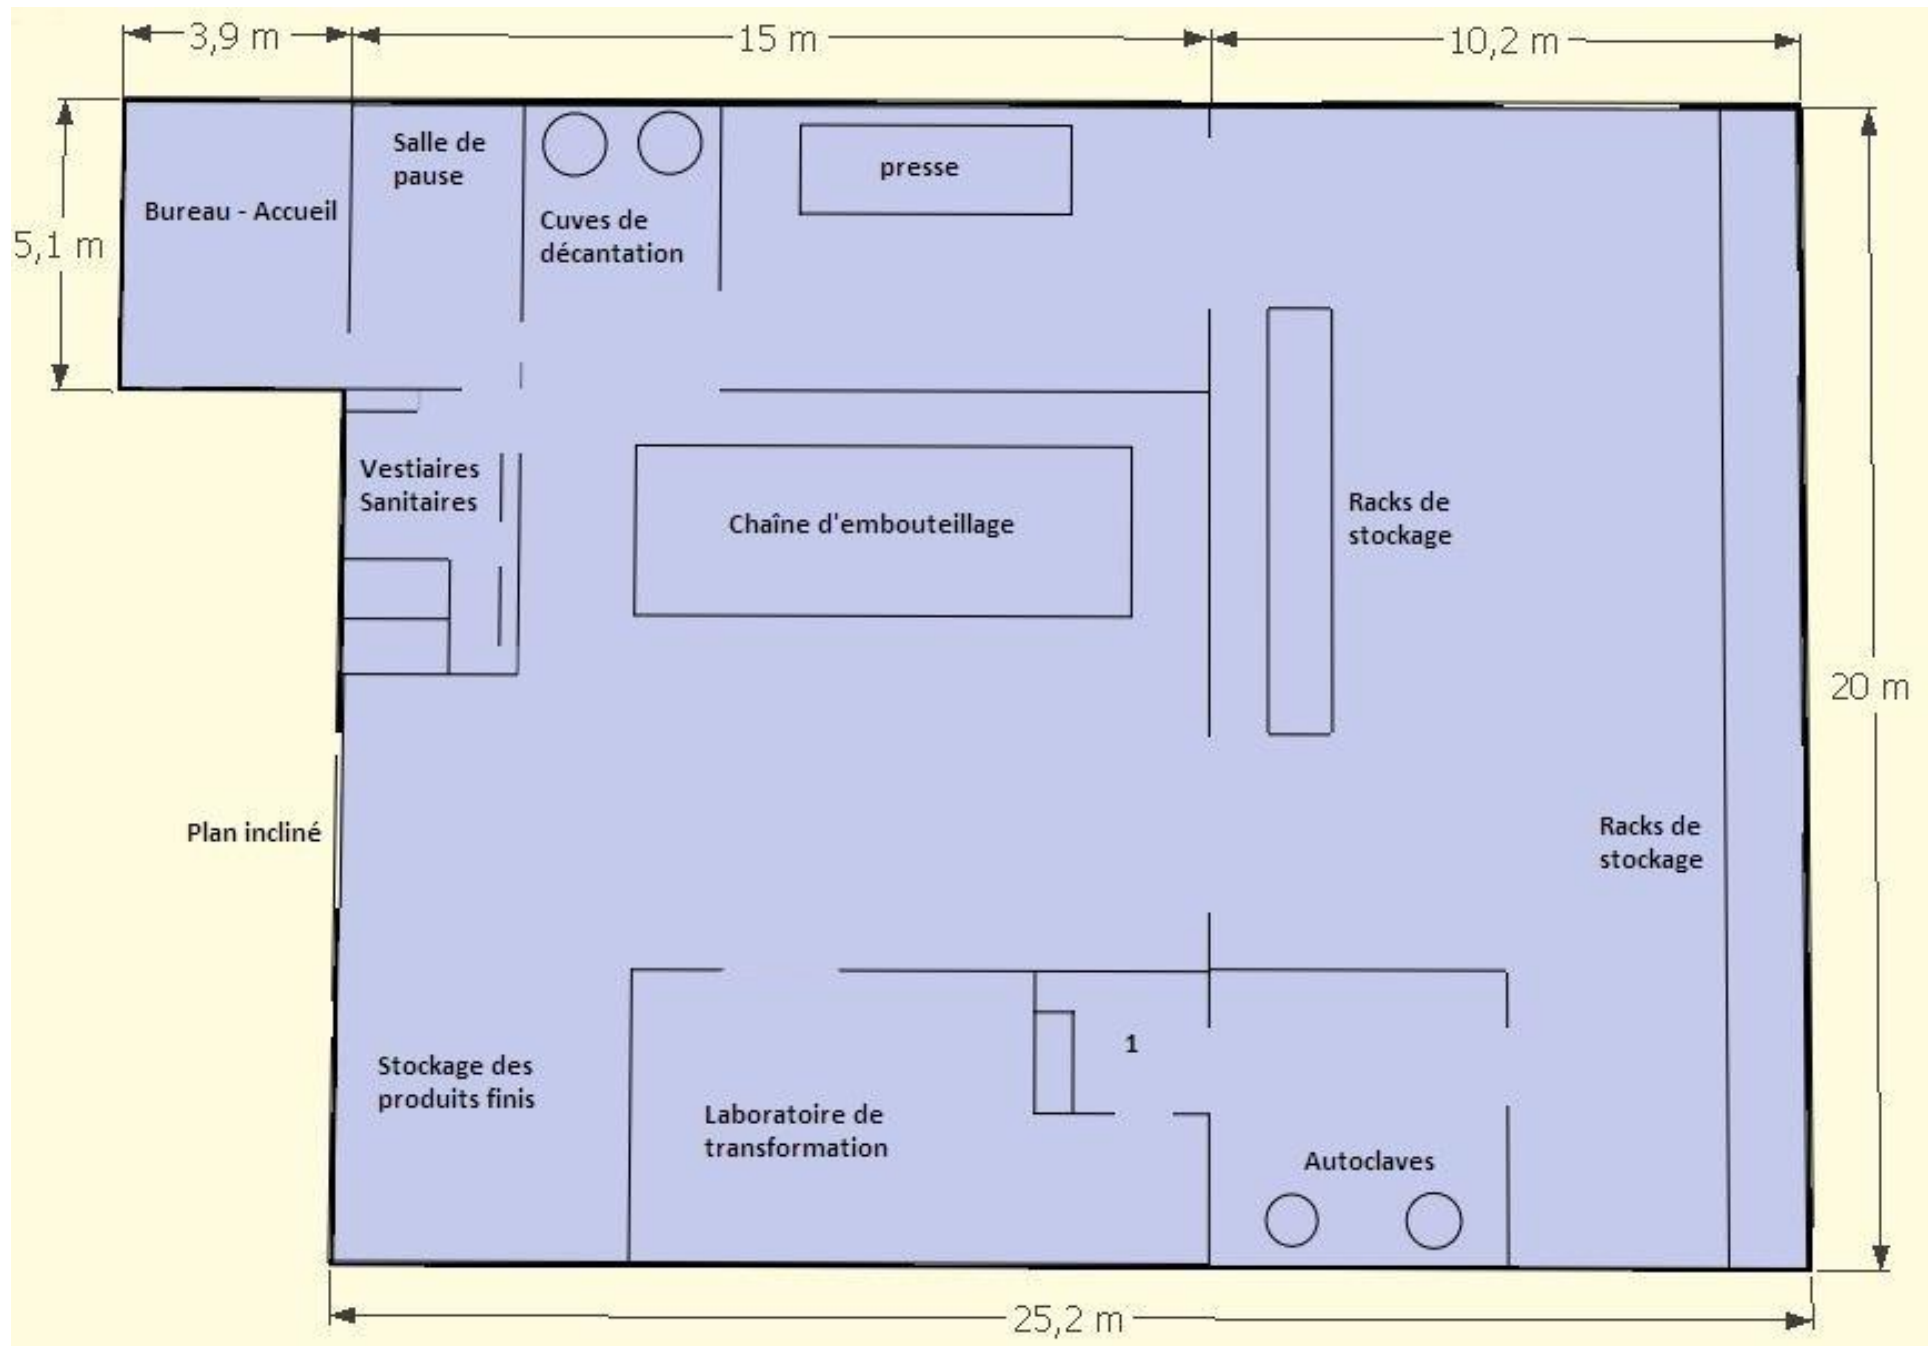 3,9 m
15 m
10,2 m
5,1 m
Bureau - Accueil
Salle de
pause
Cuves de
décantation
presse
Vestiaires
Sanitaires
Chaîne d'embouteillage
Racks de
stockage
20 m
Plan incliné
Racks de
stockage
Stockage des
produits finis
Laboratoire de
transformation
1
Autoclaves
25,2 m